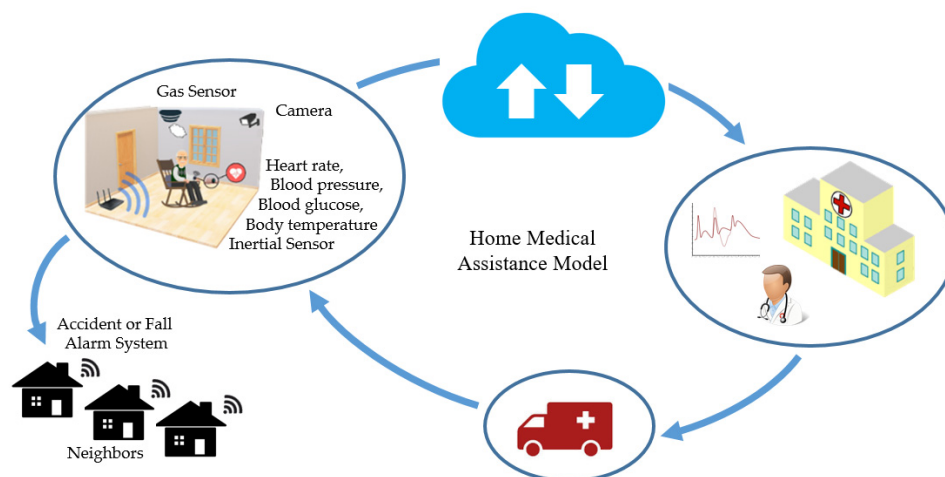 Gas Sensor
Camera
Heart rate,
Blood pressure,
Blood glucose,
Body temperature
Inertial Sensor
Home Medical
Assistance Model
Accident or Fall
Alarm System
Neighbors